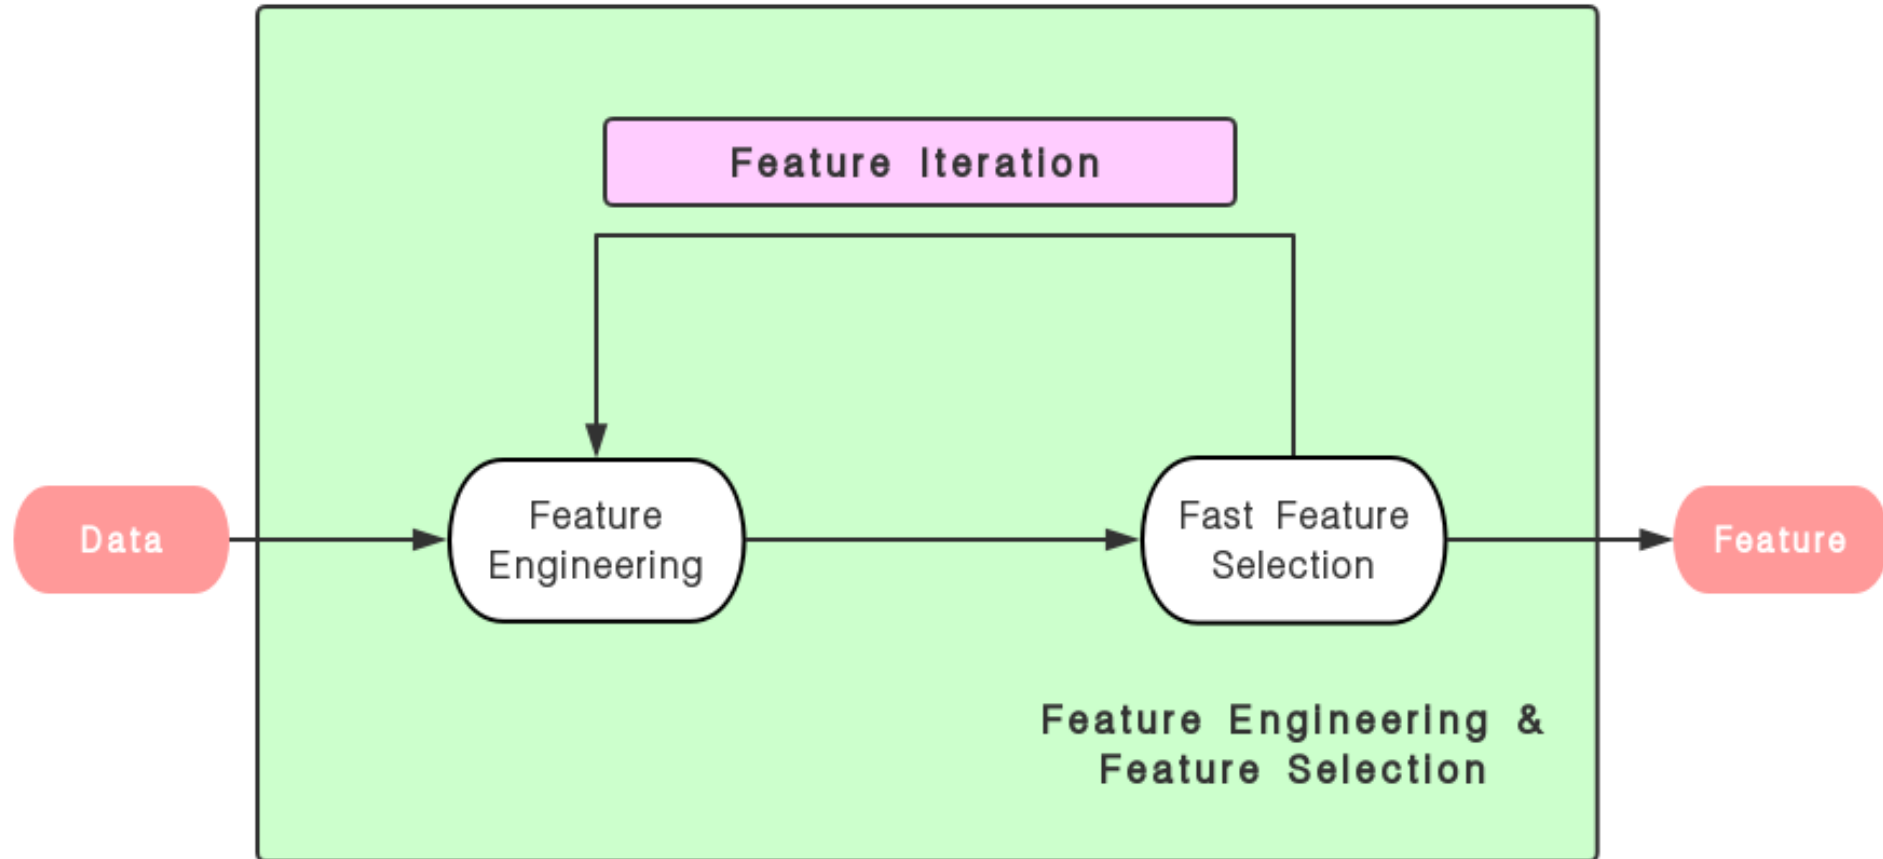 Feature Iteration
Data
Feature
Engineering
Fast Feature
Selection
Feature
Feature Engineering &
Feature Selection